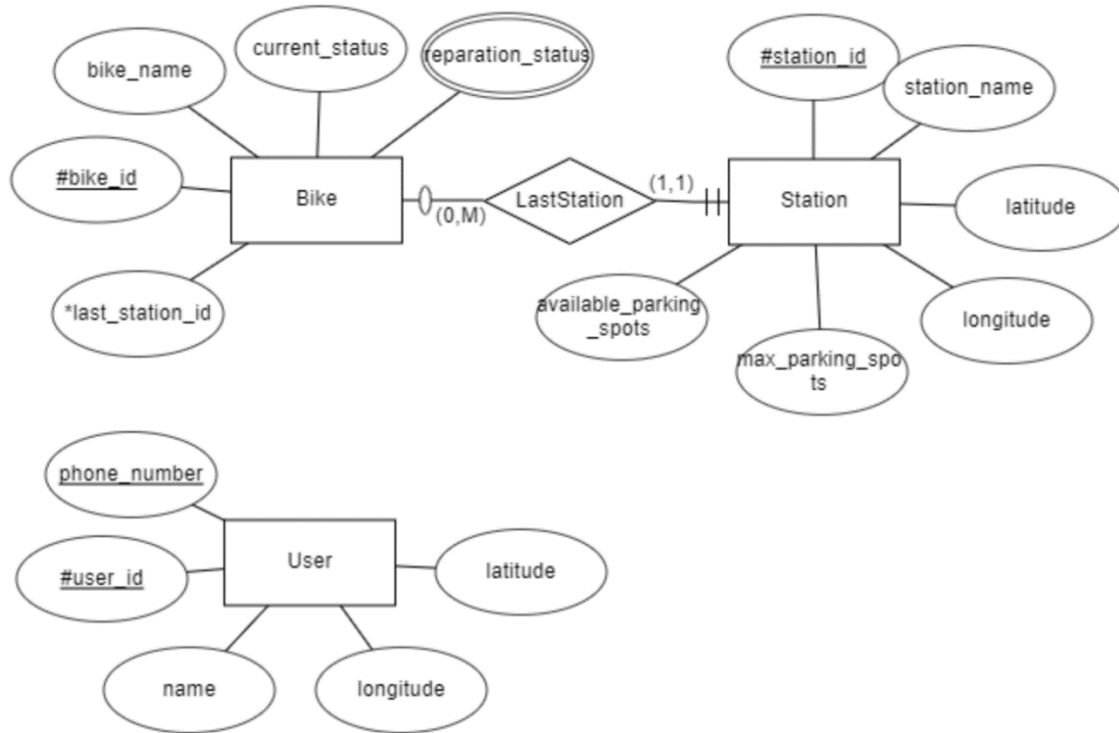 current_status
reparation_status
bike_name
#station_id
station_name
#bike_id
Bike
(0,M)
LastStation
(1,1)
Station
latitude
*last_station_id
available_parking
_spots
longitude
max_parking_spo
ts
phone_number
User
#user_id
latitude
name
longitude